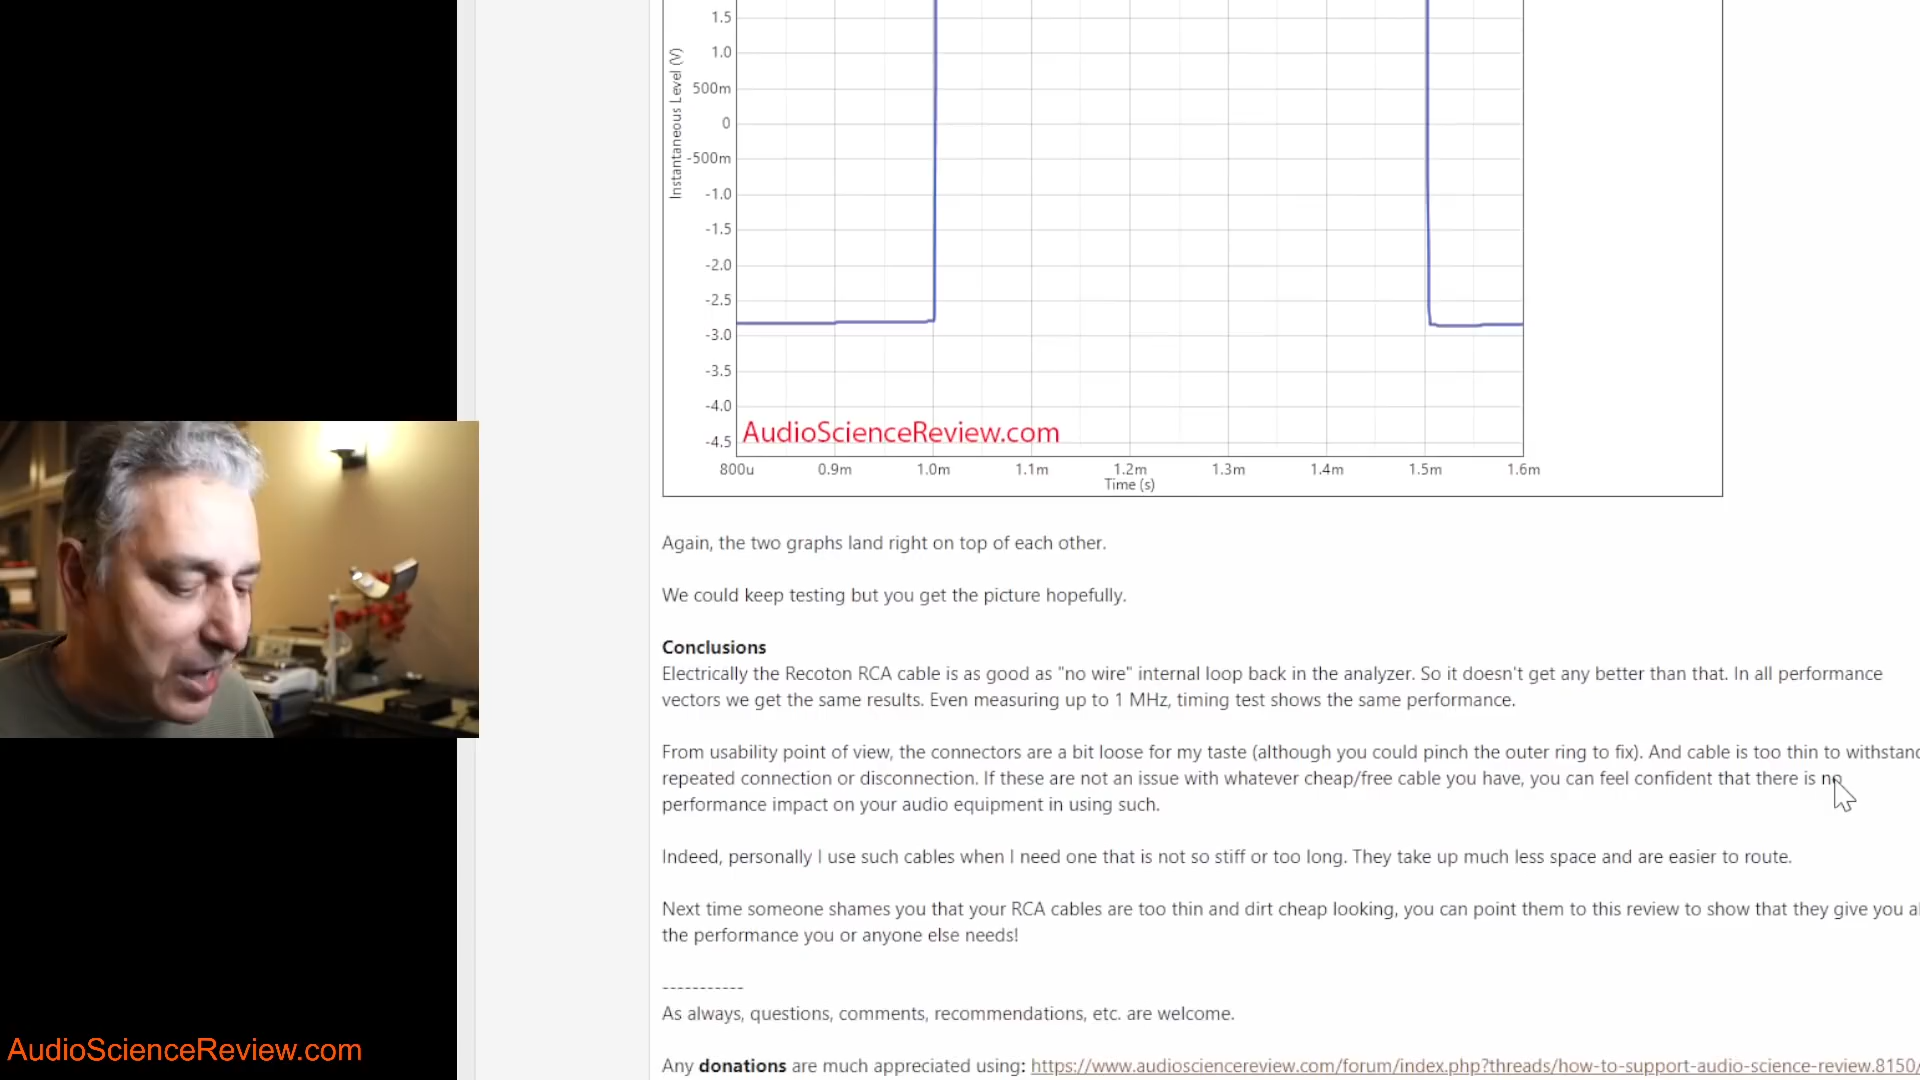 1.5
1.0
500m
0
-500m
-1.0
-1.5
-2.0
-2.5
-3.0
-3.5
-4.0
-4.5
Instantaneous Level (V)
AudioScienceReview.com
800u 0.9m 1.0m 1.1m 1.2m 1.3m 1.4m 1.5m 1.6m
Time (s)
Again, the two graphs land right on top of each other.
We could keep testing but you get the picture hopefully.
Conclusions
Electrically the Recoton RCA cable is as good as "no wire" internal loop back in the analyzer. So it doesn't get any better than that. In all performance
vectors we get the same results. Even measuring up to 1 MHz, timing test shows the same performance.
From usability point of view, the connectors are a bit loose for my taste (although you could pinch the outer ring to fix). And cable is too thin to withstand
repeated connection or disconnection. If these are not an issue with whatever cheap/free cable you have, you can feel confident that there is no
performance impact on your audio equipment in using such.
Indeed, personally I use such cables when I need one that is not so stiff or too long. They take up much less space and are easier to route.
Next time someone shames you that your RCA cables are too thin and dirt cheap looking, you can point them to this review to show that they give you al
the performance you or anyone else needs!
-----------
As always, questions, comments, recommendations, etc. are welcome.
Any donations are much appreciated using: https://www.audiosciencereview.com/forum/index.php?threads/how-to-support-audio-science-review.8150/
AudioScienceReview.com